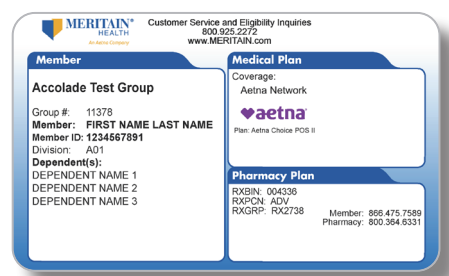 MERITAIN®
HEALTH
An Aetna Company
Customer Service and Eligibility Inquiries
800.925.2272
www.MERITAIN.com
Member
Accolade Test Group
Group #: 11378
Member: FIRST NAME LAST NAME
Member ID: 1234567891
Division: A01
Dependent(s):
DEPENDENT NAME 1
DEPENDENT NAME 2
DEPENDENT NAME 3
Medical Plan
Coverage:
Aetna Network
aetna
Plan: Aetna Choice POS II
Pharmacy Plan
RXBIN: 004336
RXPCN: ADV
RXGRP: RX2738
Member: 866.475.7589
Pharmacy: 800.364.6331